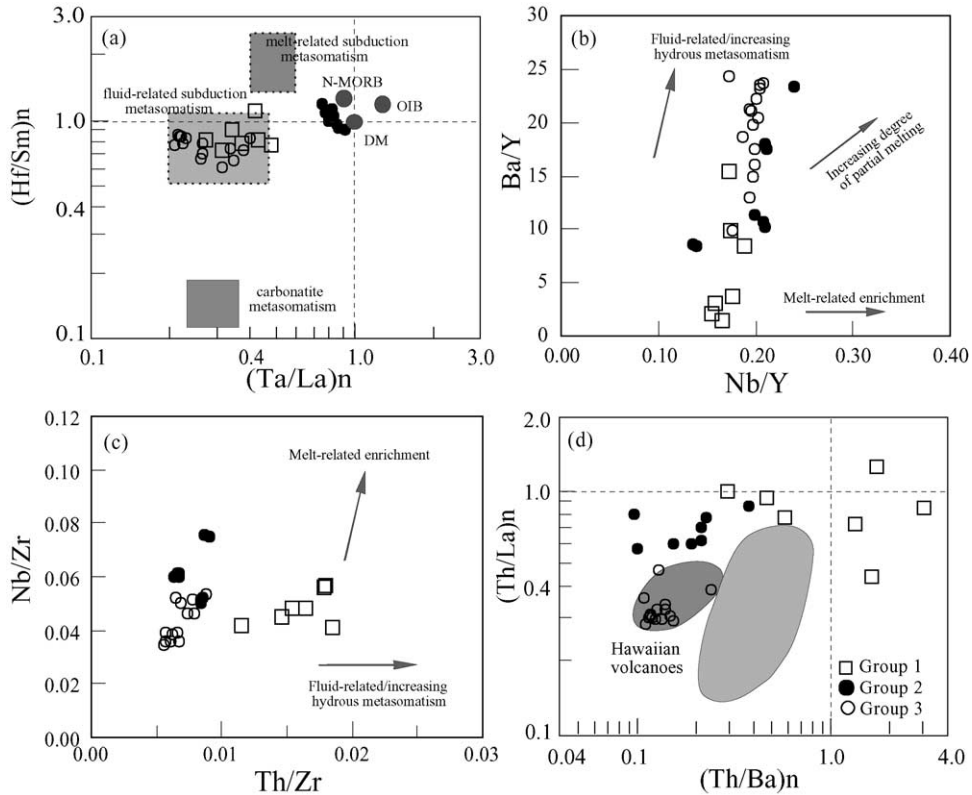 (a)
3.0
1.0
0.4
0.1
(Hf/Sm)n
melt-related subduction
metasomatism
N-MORB
OIB
DM
fluid-related subduction
metasomatism
carbonatite
metasomatism
0.1
0.4
1.0
3.0
(Ta/La)n
(b)
30
25
20
15
10
5
0
Ba/Y
Fluid-related/increasing
hydrous metasomatism
Increasing degree
of partial melting
Melt-related enrichment
0.00
0.10
0.20
0.30
0.40
Nb/Y
(c)
0.12
0.10
0.08
0.06
0.04
0.02
0.00
Nb/Zr
Melt-related enrichment
Fluid-related/increasing
hydrous metasomatism
0.00
0.01
0.02
0.03
Th/Zr
(d)
2.0
1.0
0.4
0.1
(Th/La)n
Hawaiian
volcanoes
Group 1
Group 2
Group 3
0.04
0.1
0.4
1.0
4.0
(Th/Ba)n